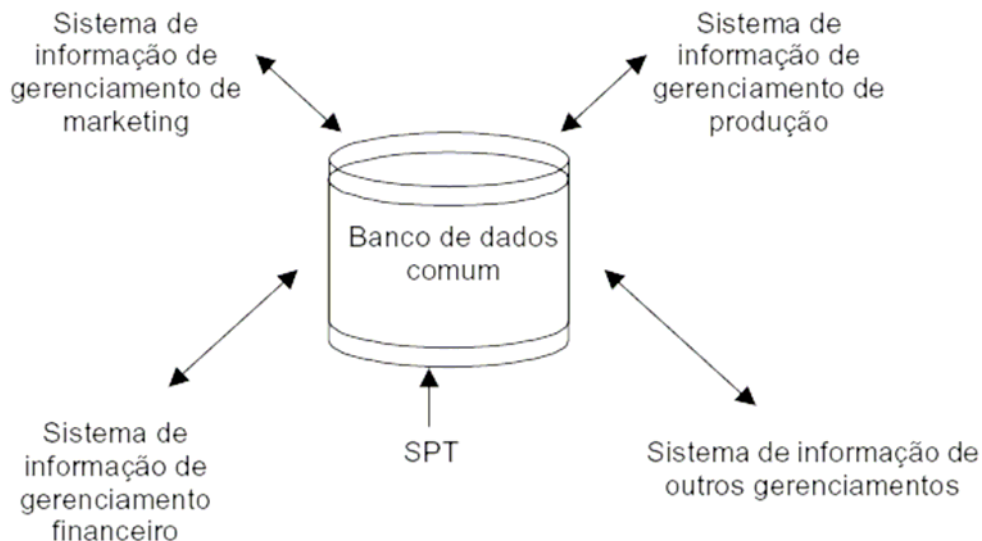 Sistema de
informação de
gerenciamento de
marketing
Sistema de
informação de
gerenciamento de
produção
Banco de dados
comum
Sistema de
informação de
gerenciamento
financeiro
SPT
Sistema de informação de
outros gerenciamentos